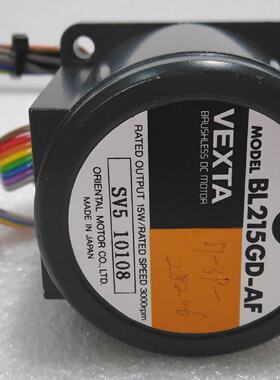 VEXTA
BRUSHLESS DC MOTOR
MODEL BL215GD-AF
RATED OUTPUT 15W/RATED SPEED 3000rpm
SV5 10108
ORIENTAL MOTOR CO., LTD.
MADE IN JAPAN